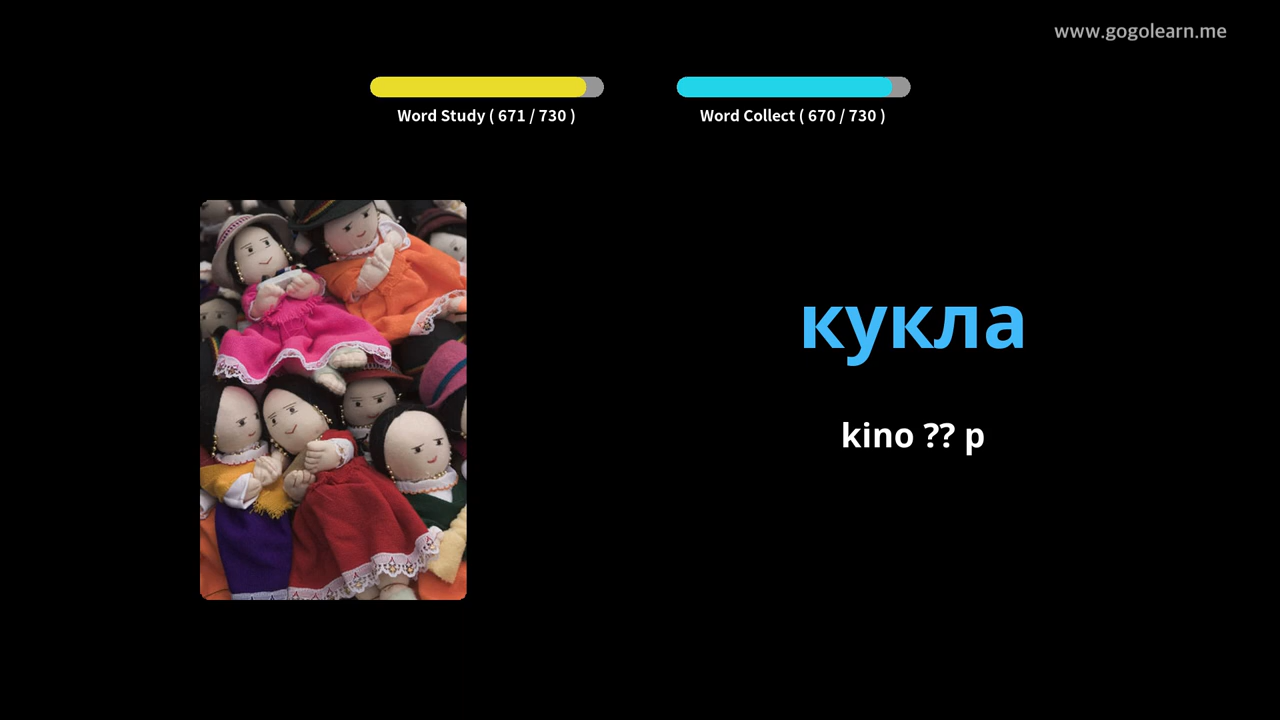 www.gogolearn.me
Word Study ( 671 / 730 )
Word Collect ( 670 / 730 )
кукла
kino ?? p